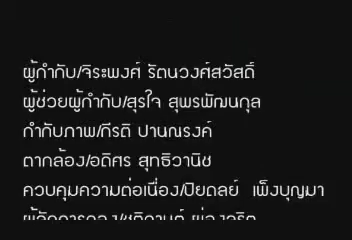 ผู้กำกับ/จิระพงศ์ รัตนวงศ์สวัสดิ์
ผู้ช่วยผู้กำกับ/สุรใจ สุพรพัฒนกุล
กำกับภาพ/กีรติ ปานณรงค์
ตากล้อง/อดิศร สุทธิวานิช
ควบคุมความต่อเนื่อง/ปิยดลย์ เพ็งบุญมา